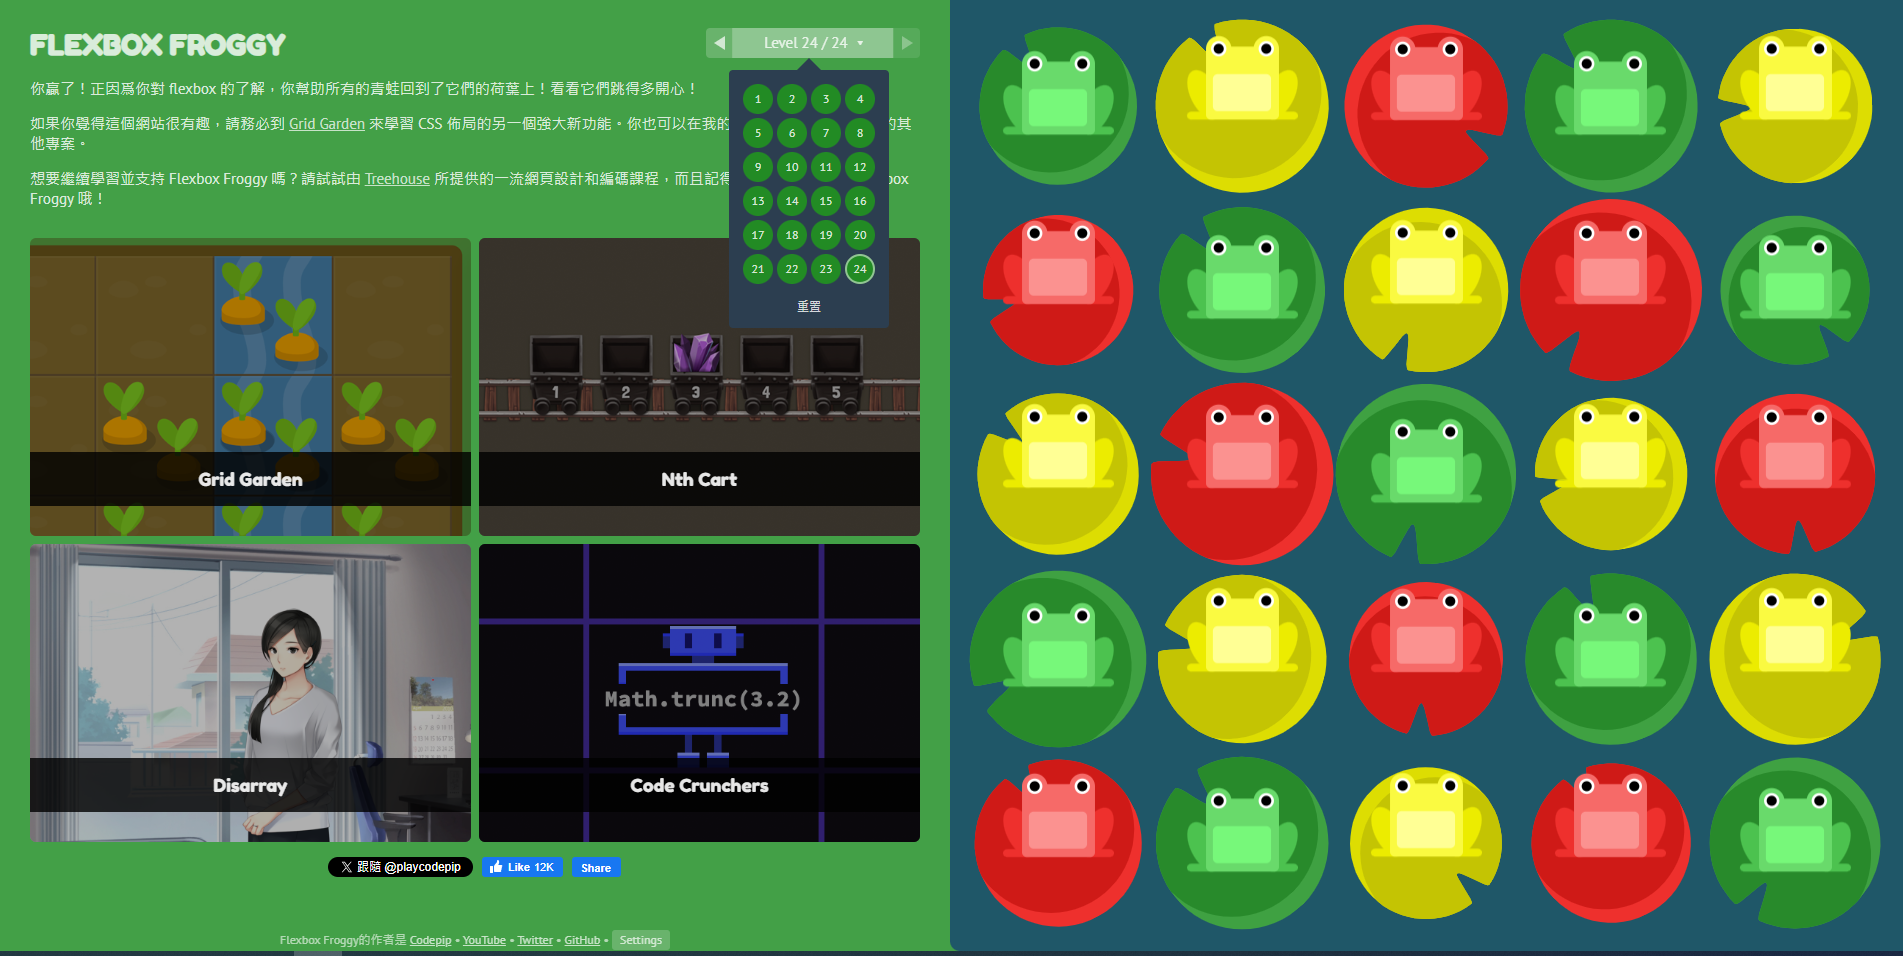 FLEXBOX FROGGY
Level 24 / 24
你贏了！正因爲你對 flexbox 的了解，你幫助所有的青蛙回到了它們的荷葉上！看看它們跳得多開心！
如果你覺得這個網站很有趣，請務必到 Grid Garden 來學習 CSS 佈局的另一個強大新功能。你也可以在我的
的其
他專案。
想要繼續學習並支持 Flexbox Froggy 嗎？請試試由 Treehouse 所提供的一流網頁設計和編碼課程，而且記得
box
Froggy 哦！
1 2 3 4
5 6 7 8
9 10 11 12
13 14 15 16
17 18 19 20
21 22 23 24
重置
1 2 3 4 5
Grid Garden
Nth Cart
Math.trunc(3.2)
Disarray
Code Crunchers
跟隨 @playcodepip
Like 12K
Share
Flexbox Froggy的作者是 Codepip • YouTube • Twitter • GitHub • Settings